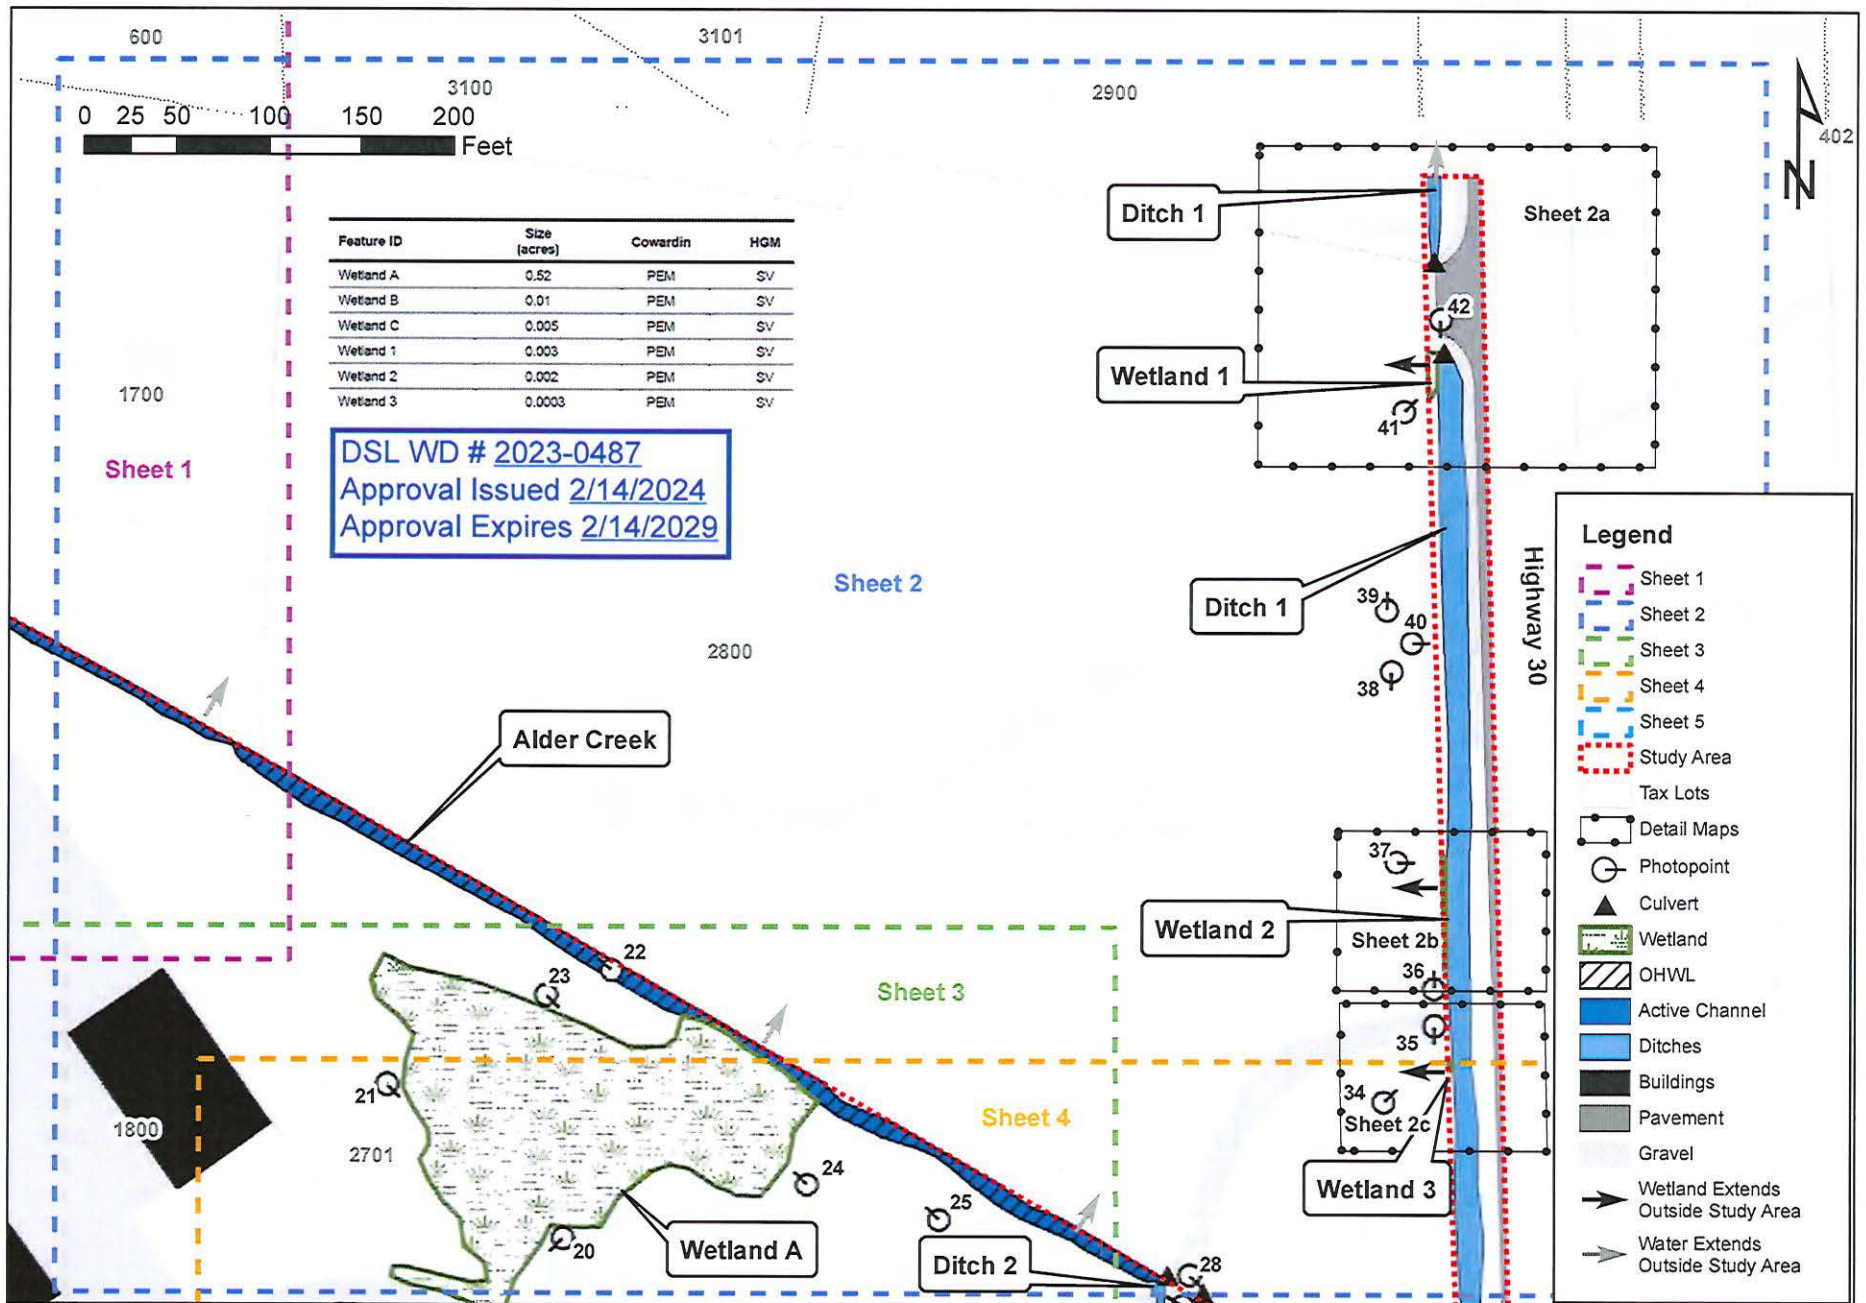 600
3101
3100
2900
402
0 25 50 100 150 200
Feet
Ditch 1
Sheet 2a
Feature ID Size (acres) Cowardin HGM
Wetland A 0.52 PEM SV
Wetland B 0.01 PEM SV
Wetland C 0.005 PEM SV
Wetland 1 0.003 PEM SV
Wetland 2 0.002 PEM SV
Wetland 3 0.0003 PEM SV
N
42
Wetland 1
41
1700
Sheet 1
DSL WD # 2023-0487
Approval Issued 2/14/2024
Approval Expires 2/14/2029
Sheet 2
2800
Ditch 1
39
40
38
Highway 30
Alder Creek
37
Wetland 2
Sheet 2b
36
35
34
Sheet 2c
Wetland 3
22
23
Sheet 3
21
1800
2701
Sheet 4
24
25
20
Wetland A
Ditch 2
28
Legend
Sheet 1
Sheet 2
Sheet 3
Sheet 4
Sheet 5
Study Area
Tax Lots
Detail Maps
Photopoint
Culvert
Wetland
OHWL
Active Channel
Ditches
Buildings
Pavement
Gravel
Wetland Extends
Outside Study Area
Water Extends
Outside Study Area